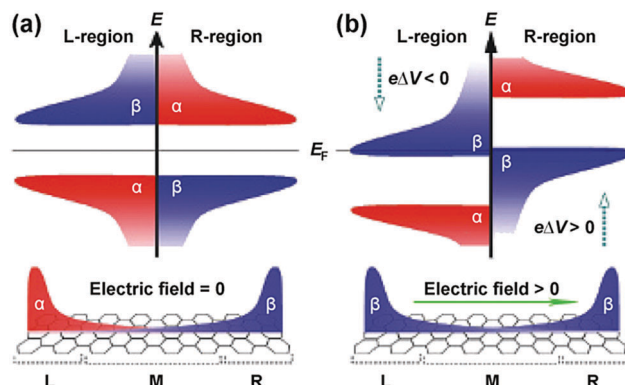 (a)
E
L-region
R-region
β
α
α
β
Electric field = 0
α
β
L
M
R
E_F
(b)
E
L-region
R-region
eΔV < 0
α
β
β
α
eΔV > 0
Electric field > 0
β
β
L
M
R